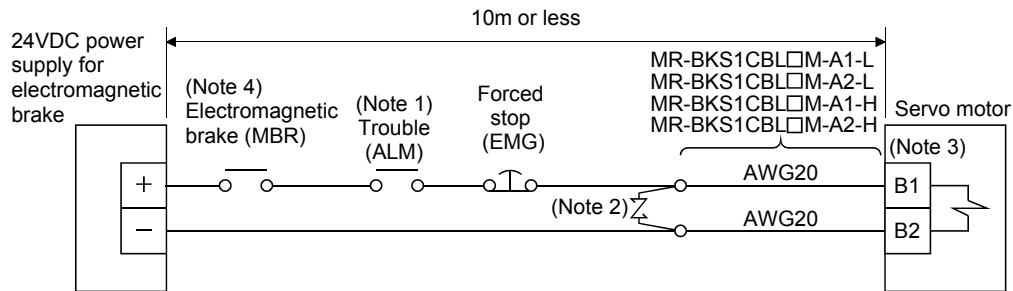 10m or less
24VDC power
supply for
electromagnetic
brake
(Note 4)
Electromagnetic
brake (MBR)
(Note 1)
Trouble
(ALM)
Forced
stop
(EMG)
MR-BKS1CBL□M-A1-L
MR-BKS1CBL□M-A2-L
MR-BKS1CBL□M-A1-H
MR-BKS1CBL□M-A2-H
Servo motor
(Note 3)
+
AWG20
B1
(Note 2)
−
AWG20
B2